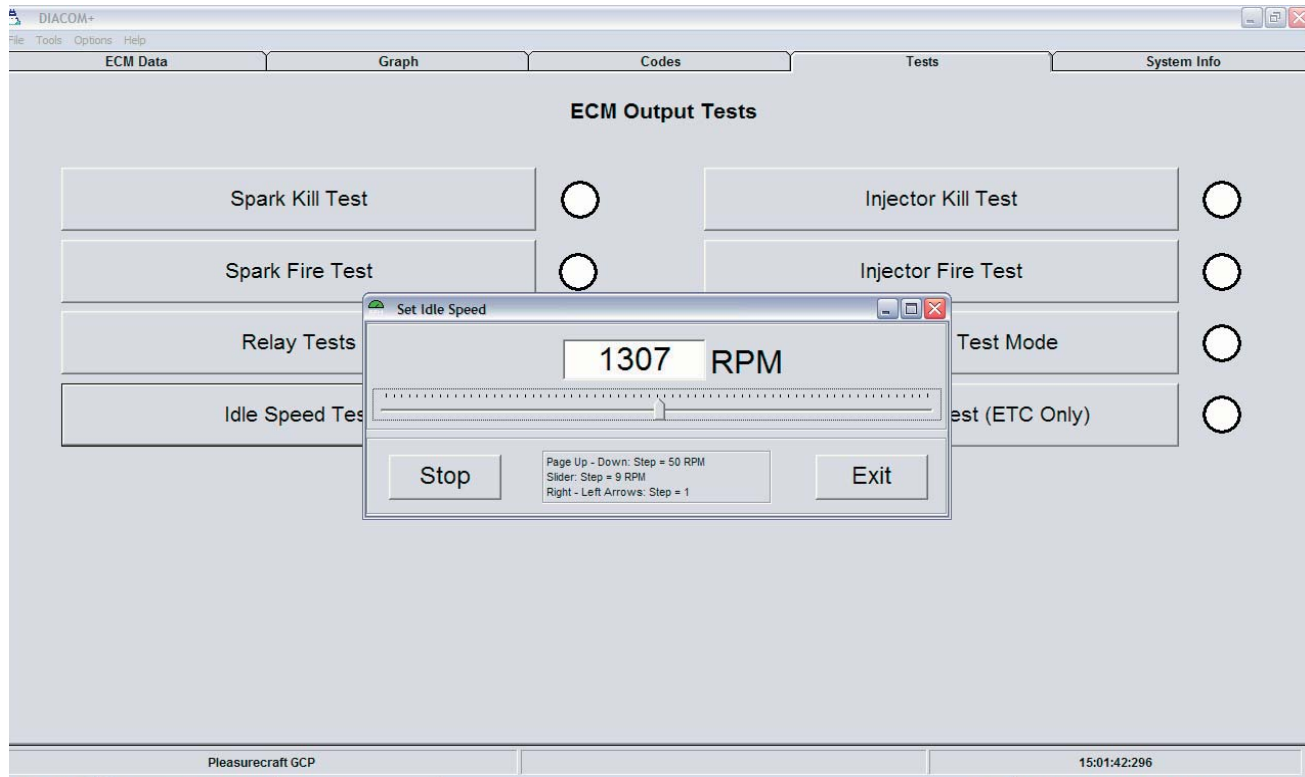 DIACOM+
File Tools Options Help
ECM Data Graph Codes Tests System Info
ECM Output Tests
Spark Kill Test Injector Kill Test
Spark Fire Test Injector Fire Test
Set Idle Speed
Relay Tests Test Mode
1307 RPM
Idle Speed Tes est (ETC Only)
Stop
Page Up - Down: Step = 50 RPM
Slider: Step = 9 RPM
Right - Left Arrows: Step = 1
Exit
Pleasurecraft GCP 15:01:42:296